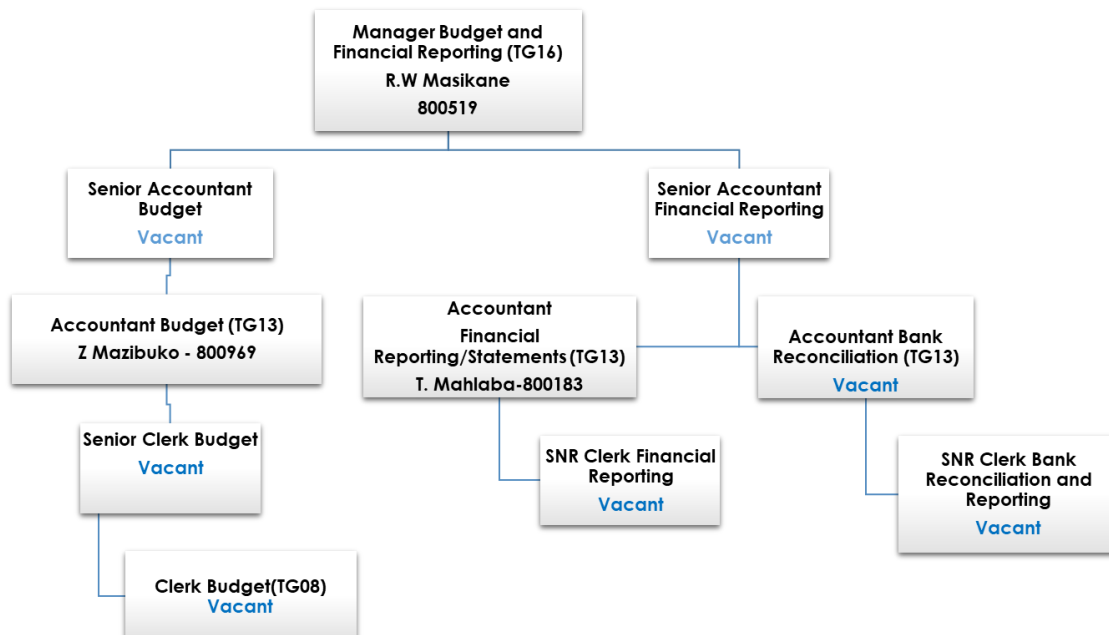 Manager Budget and
Financial Reporting (TG16)
R.W Masikane
800519
Senior Accountant
Budget
Vacant
Senior Accountant
Financial Reporting
Vacant
Accountant Budget (TG13)
Z Mazibuko - 800969
Accountant
Financial
Reporting/Statements (TG13)
T. Mahlaba-800183
Accountant Bank
Reconciliation (TG13)
Vacant
Senior Clerk Budget
Vacant
SNR Clerk Financial
Reporting
Vacant
SNR Clerk Bank
Reconciliation and
Reporting
Vacant
Clerk Budget(TG08)
Vacant